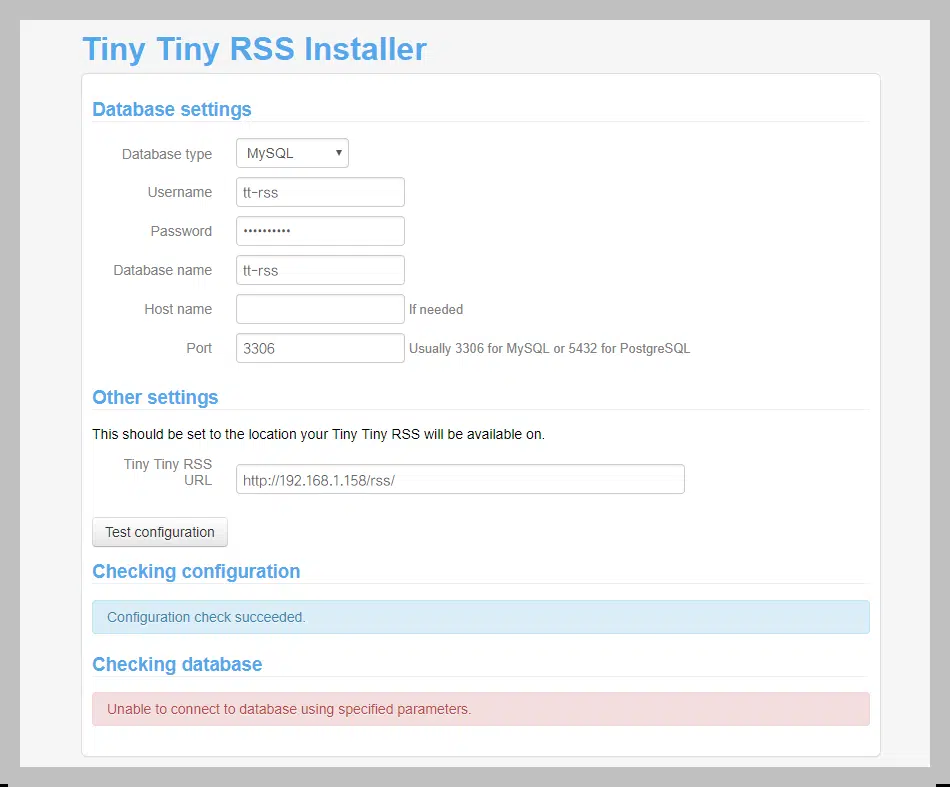 Tiny Tiny RSS Installer
Database settings
Database type MySQL
Username tt-rss
Password ••••••••••
Database name tt-rss
Host name If needed
Port 3306 Usually 3306 for MySQL or 5432 for PostgreSQL
Other settings
This should be set to the location your Tiny Tiny RSS will be available on.
Tiny Tiny RSS
URL http://192.168.1.158/rss/
Test configuration
Checking configuration
Configuration check succeeded.
Checking database
Unable to connect to database using specified parameters.